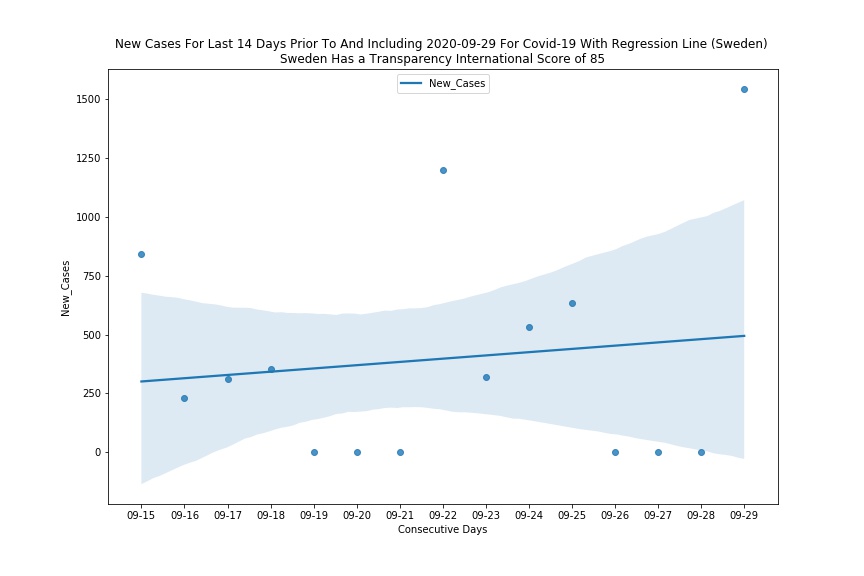 New Cases For Last 14 Days Prior To And Including 2020-09-29 For Covid-19 With Regression Line (Sweden)
Sweden Has a Transparency International Score of 85
New_Cases
1500
1250
1000
750
500
250
0
New_Cases
09-15 09-16 09-17 09-18 09-19 09-20 09-21 09-22 09-23 09-24 09-25 09-26 09-27 09-28 09-29
Consecutive Days